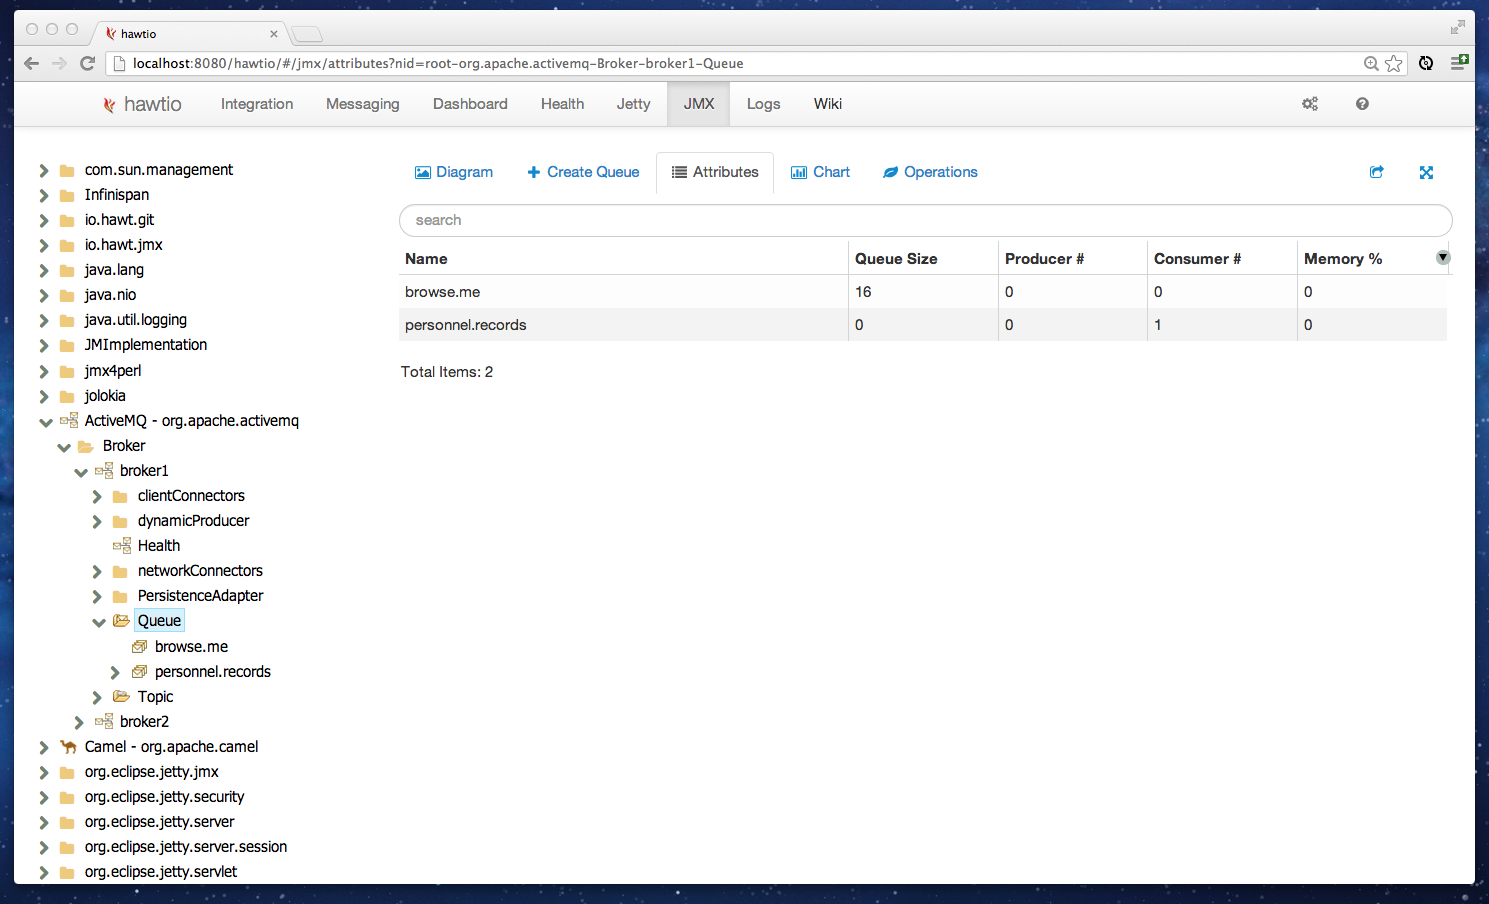 hawtio
localhost:8080/hawtio/#/jmx/attributes?nid=root-org.apache.activemq-Broker-broker1-Queue
hawtio Integration Messaging Dashboard Health Jetty JMX Logs Wiki
com.sun.management
Infinispan
io.hawt.git
io.hawt.jmx
java.lang
java.nio
java.util.logging
JMImplementation
jmx4perl
jolokia
ActiveMQ - org.apache.activemq
Broker
broker1
clientConnectors
dynamicProducer
Health
networkConnectors
PersistenceAdapter
Queue
browse.me
personnel.records
Topic
broker2
Camel - org.apache.camel
org.eclipse.jetty.jmx
org.eclipse.jetty.security
org.eclipse.jetty.server
org.eclipse.jetty.server.session
org.eclipse.jetty.servlet
Diagram Create Queue Attributes Chart Operations
search
Name Queue Size Producer # Consumer # Memory %
browse.me 16 0 0 0
personnel.records 0 0 1 0
Total Items: 2